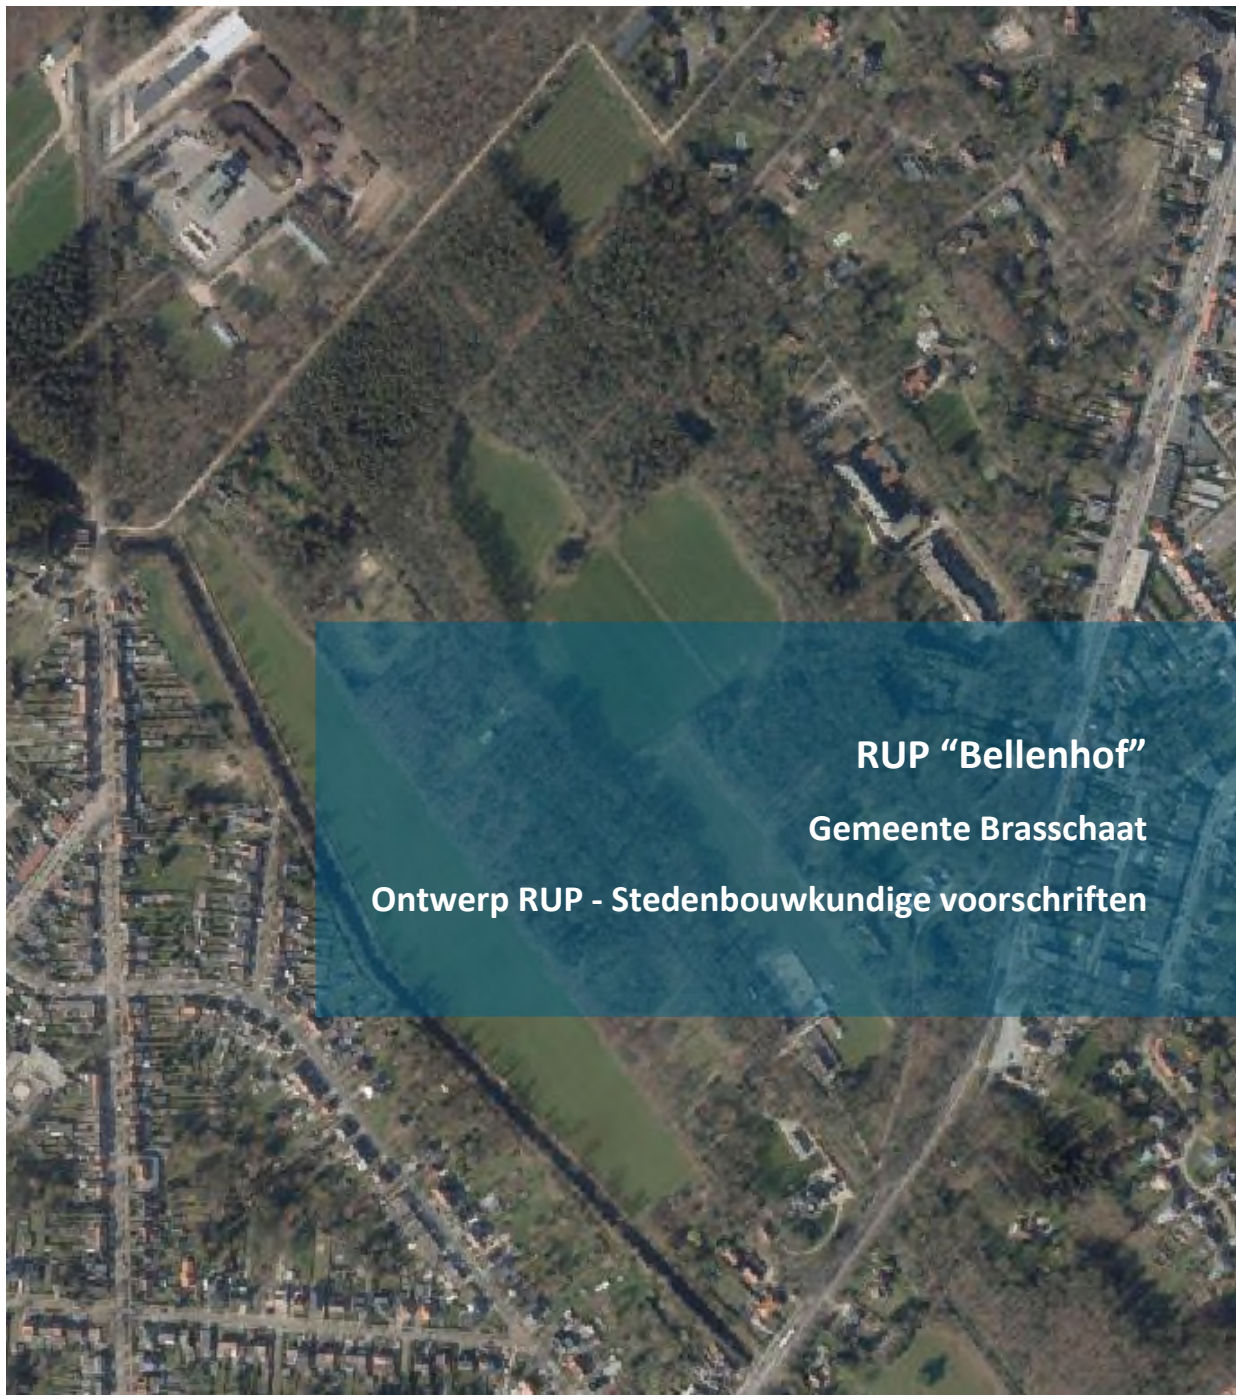 RUP “Bellenhof”
Gemeente Brasschaat
Ontwerp RUP - Stedenbouwkundige voorschriften